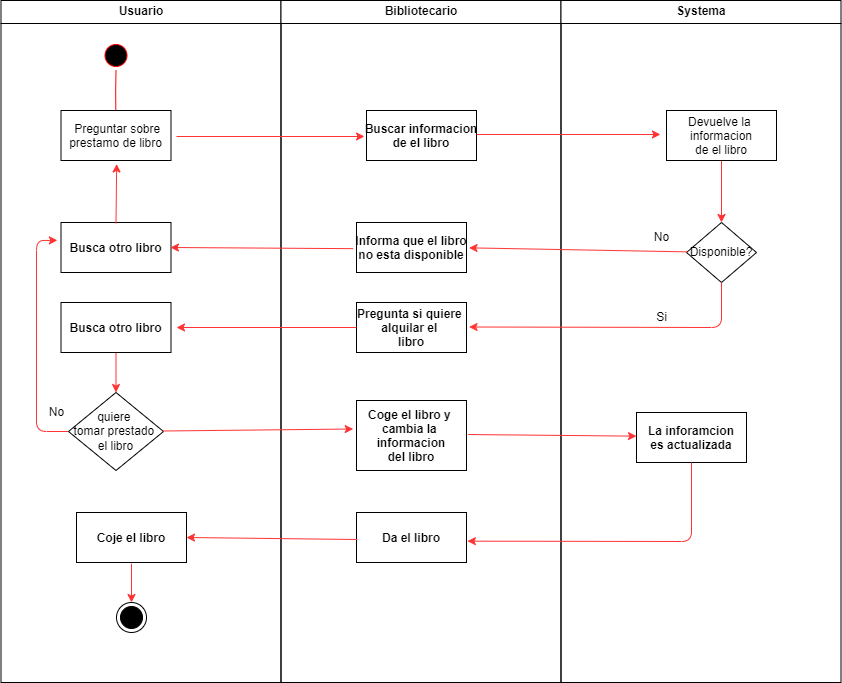 Usuario
Bibliotecario
Systema
Preguntar sobre
prestamo de libro
Buscar informacion
de el libro
Devuelve la
informacion
de el libro
Busca otro libro
Informa que el libro
no esta disponible
No
Disponible?
Busca otro libro
Pregunta si quiere
alquilar el
libro
Si
No
quiere
tomar prestado
el libro
Coge el libro y
cambia la
informacion
del libro
La inforamcion
es actualizada
Coje el libro
Da el libro